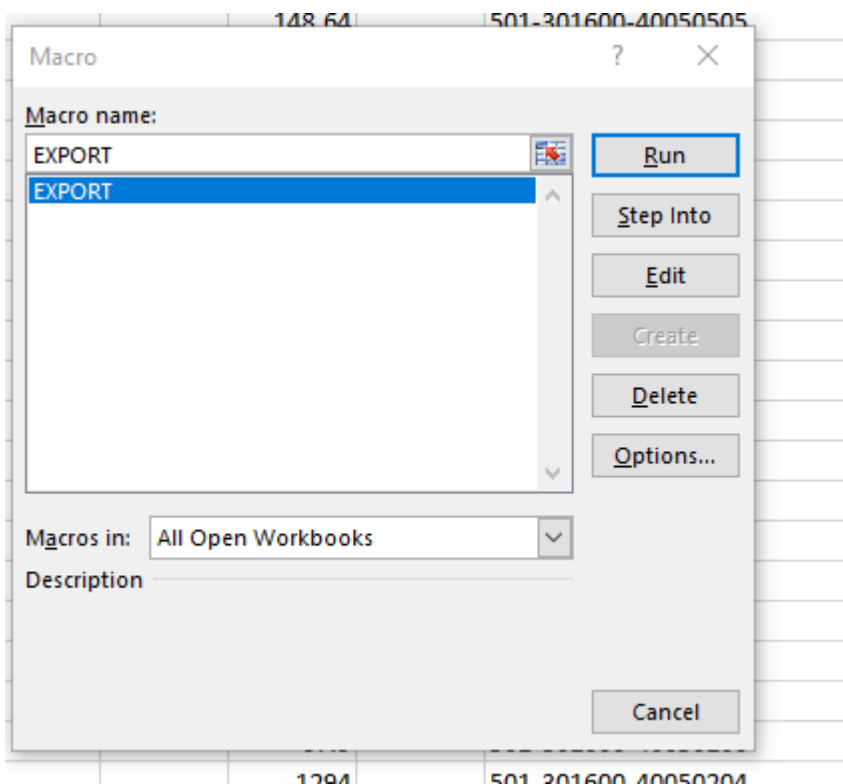 148.64 501-301600-40050505
Macro ?
Macro name:
EXPORT
EXPORT
Run
Step Into
Edit
Create
Delete
Options...
Macros in: All Open Workbooks
Description
Cancel
1294 501-301600-40050204